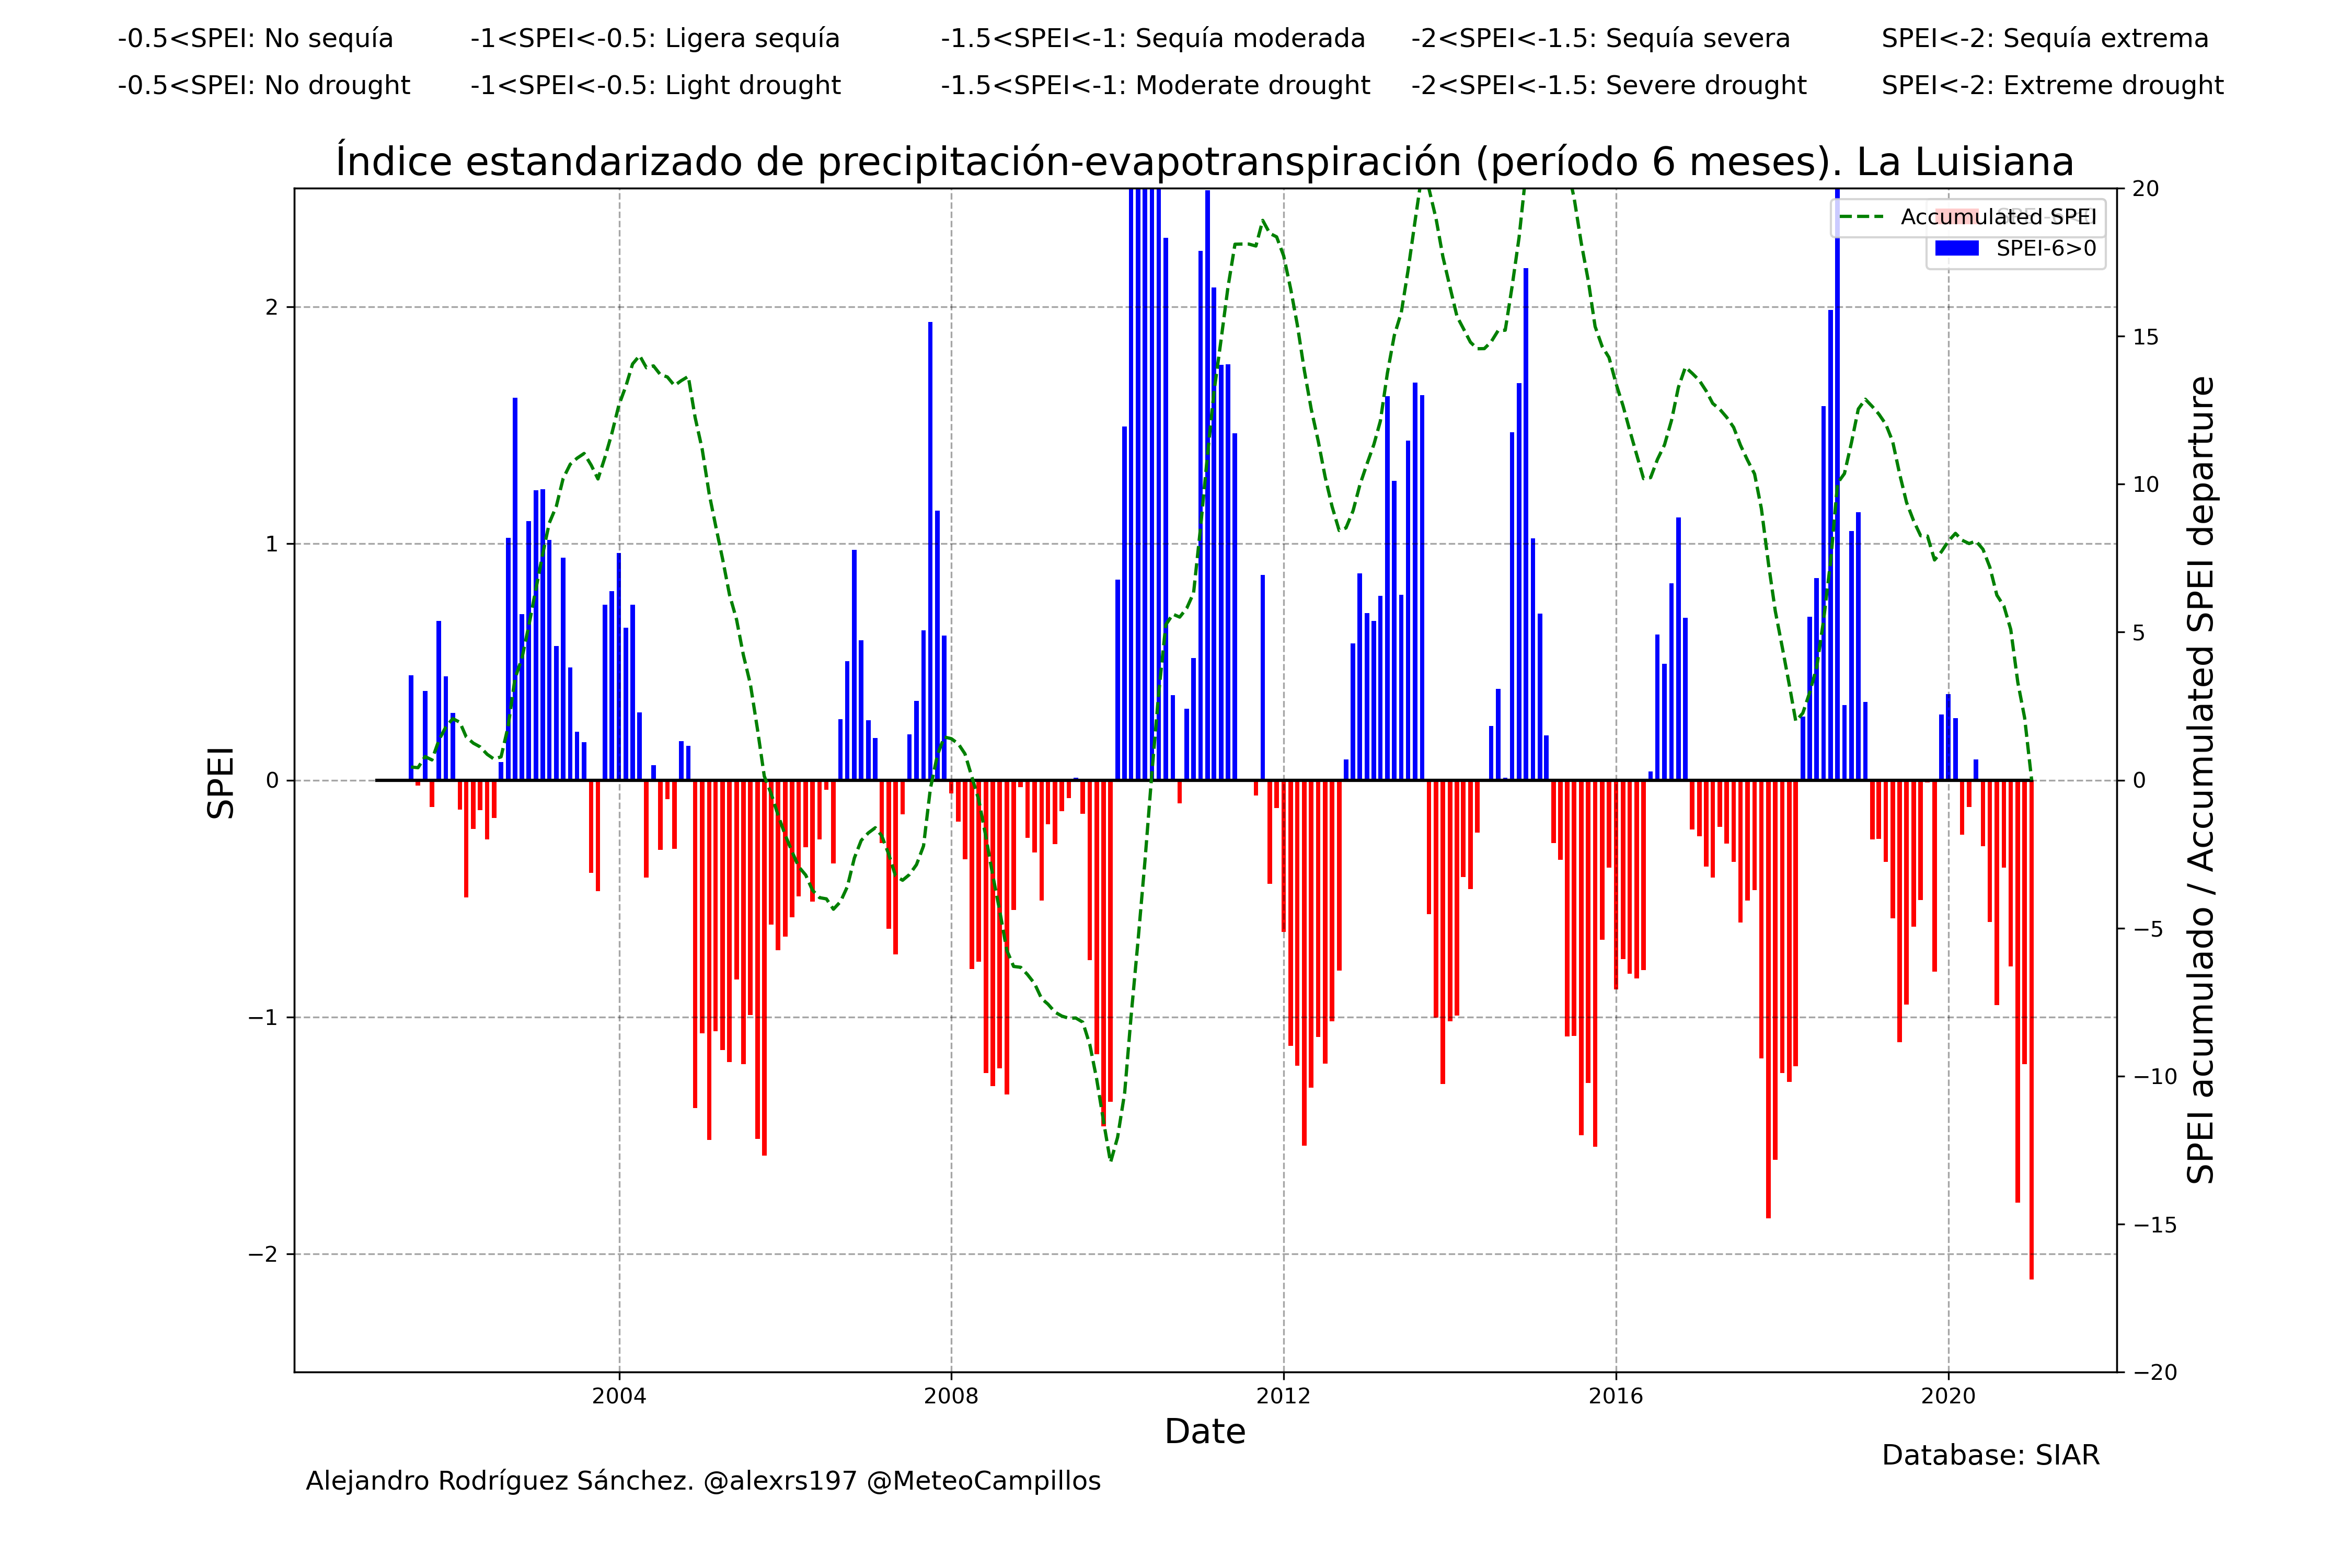 -0.5<SPEI: No sequía -1<SPEI<-0.5: Ligera sequía -1.5<SPEI<-1: Sequía moderada -2<SPEI<-1.5: Sequía severa SPEI<-2: Sequía extrema
-0.5<SPEI: No drought -1<SPEI<-0.5: Light drought -1.5<SPEI<-1: Moderate drought -2<SPEI<-1.5: Severe drought SPEI<-2: Extreme drought
Índice estandarizado de precipitación-evapotranspiración (período 6 meses). La Luisiana
Accumulated SPEI
SPEI-6>0
SPEI
2
1
0
−1
−2
20
15
10
5
0
−5
−10
−15
−20
SPEI acumulado / Accumulated SPEI departure
2004 2008 2012 2016 2020
Date
Database: SIAR
Alejandro Rodríguez Sánchez. @alexrs197 @MeteoCampillos